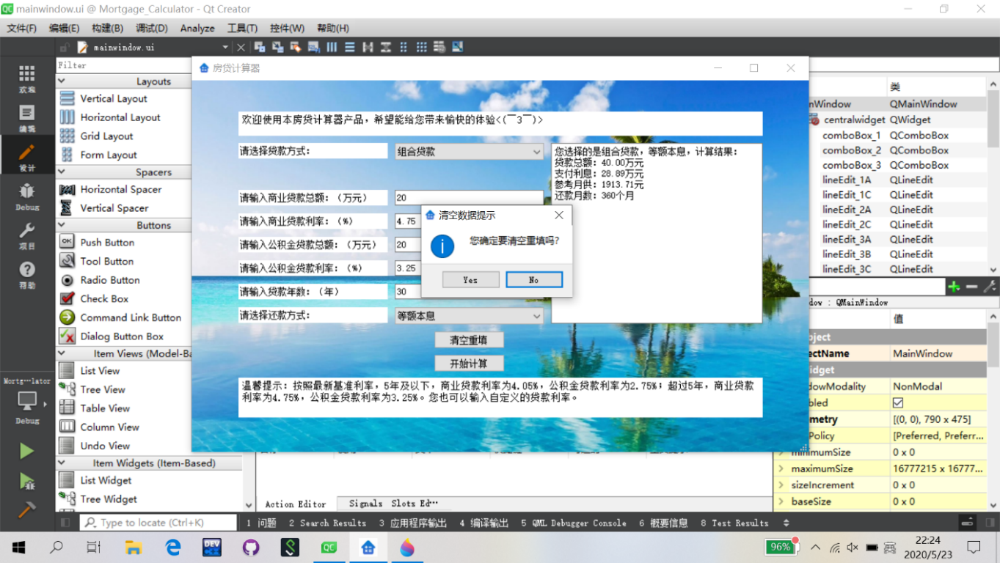 mainwindow.ui @ Mortgage_Calculator - Qt Creator
文件(F) 编辑(E) 构建(B) 调试(D) Analyze 工具(T) 控件(W) 帮助(H)
mainwindow.ui
Filter
Layouts
Vertical Layout
Horizontal Layout
Grid Layout
Form Layout
Spacers
Horizontal Spacer
Vertical Spacer
Buttons
Push Button
Tool Button
Radio Button
Check Box
Command Link Button
Dialog Button Box
Item Views (Model-Ba
List View
Tree View
Table View
Column View
Undo View
Item Widgets (Item-Based)
List Widget
Tree Widget
欢迎
编辑
设计
Debug
项目
帮助
Mortg…lator
Debug
房贷计算器
欢迎使用本房贷计算器产品，希望能给您带来愉快的体验<(￣3￣)>
请选择贷款方式： 组合贷款
请输入商业贷款总额：（万元） 20
请输入商业贷款利率：（%） 4.75
请输入公积金贷款总额：（万元） 20
请输入公积金贷款利率：（%） 3.25
请输入贷款年数：（年） 30
请选择还款方式： 等额本息
清空重填
开始计算
您选择的是组合贷款，等额本息，计算结果：
贷款总额：40.00万元
支付利息：28.89万元
参考月供：1913.71元
还款月数：360个月
清空数据提示
您确定要清空重填吗?
Yes No
温馨提示：按照最新基准利率，5年及以下，商业贷款利率为4.05%，公积金贷款利率为2.75%；超过5年，商业贷款
利率为4.75%，公积金贷款利率为3.25%。您也可以输入自定义的贷款利率。
类
nWindow QMainWindow
centralwidget QWidget
comboBox_1 QComboBox
comboBox_2 QComboBox
comboBox_3 QComboBox
lineEdit_1A QLineEdit
lineEdit_1C QLineEdit
lineEdit_2A QLineEdit
lineEdit_2C QLineEdit
lineEdit_3A QLineEdit
lineEdit_3B QLineEdit
lineEdit_3C QLineEdit
dow : QMainWindow
值
bject
ectName MainWindow
idget
dowModality NonModal
bled
metry [(0, 0), 790 x 475]
Policy [Preferred, Preferr...
minimumSize 0 x 0
maximumSize 16777215 x 16777...
sizeIncrement 0 x 0
baseSize 0 x 0
Action Editor Signals Slots Ed…
Type to locate (Ctrl+K) 1 问题 2 Search Results 3 应用程序输出 4 编译输出 5 QML Debugger Console 6 概要信息 8 Test Results
DEV
QC
96%
英
22:24
2020/5/23